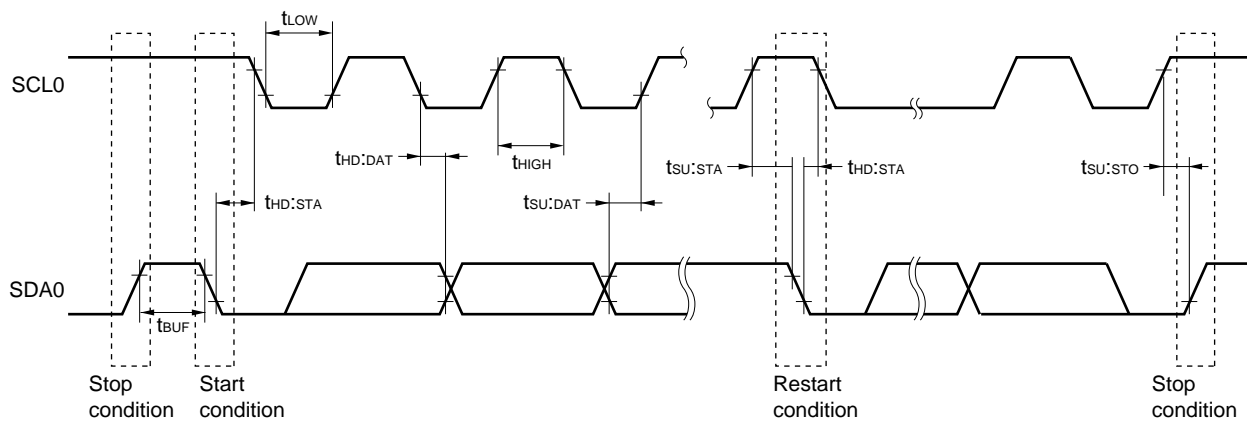 tLOW
SCL0
tHD:DAT
tHIGH
tSU:STA
tHD:STA
tSU:STO
tHD:STA
tSU:DAT
SDA0
tBUF
Stop
condition
Start
condition
Restart
condition
Stop
condition